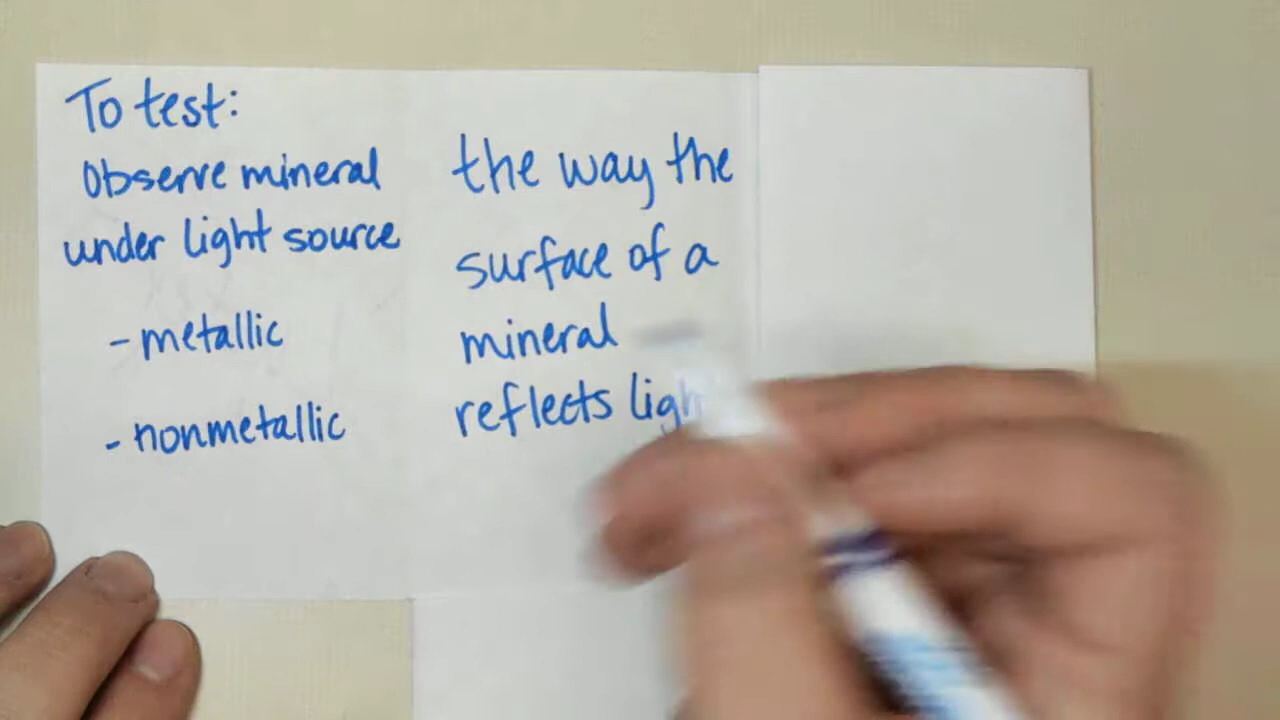 To test:
Observe mineral
under light source
- metallic
- nonmetallic
the way the
surface of a
mineral
reflects